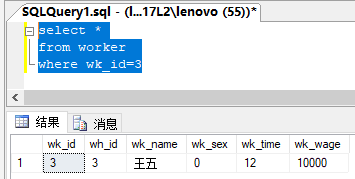 SQLQuery1.sql - (l...17L2\lenovo (55))*
select *
from worker
where wk_id=3
结果 消息
wk_id wh_id wk_name wk_sex wk_time wk_wage
1 3 3 王五 0 12 10000